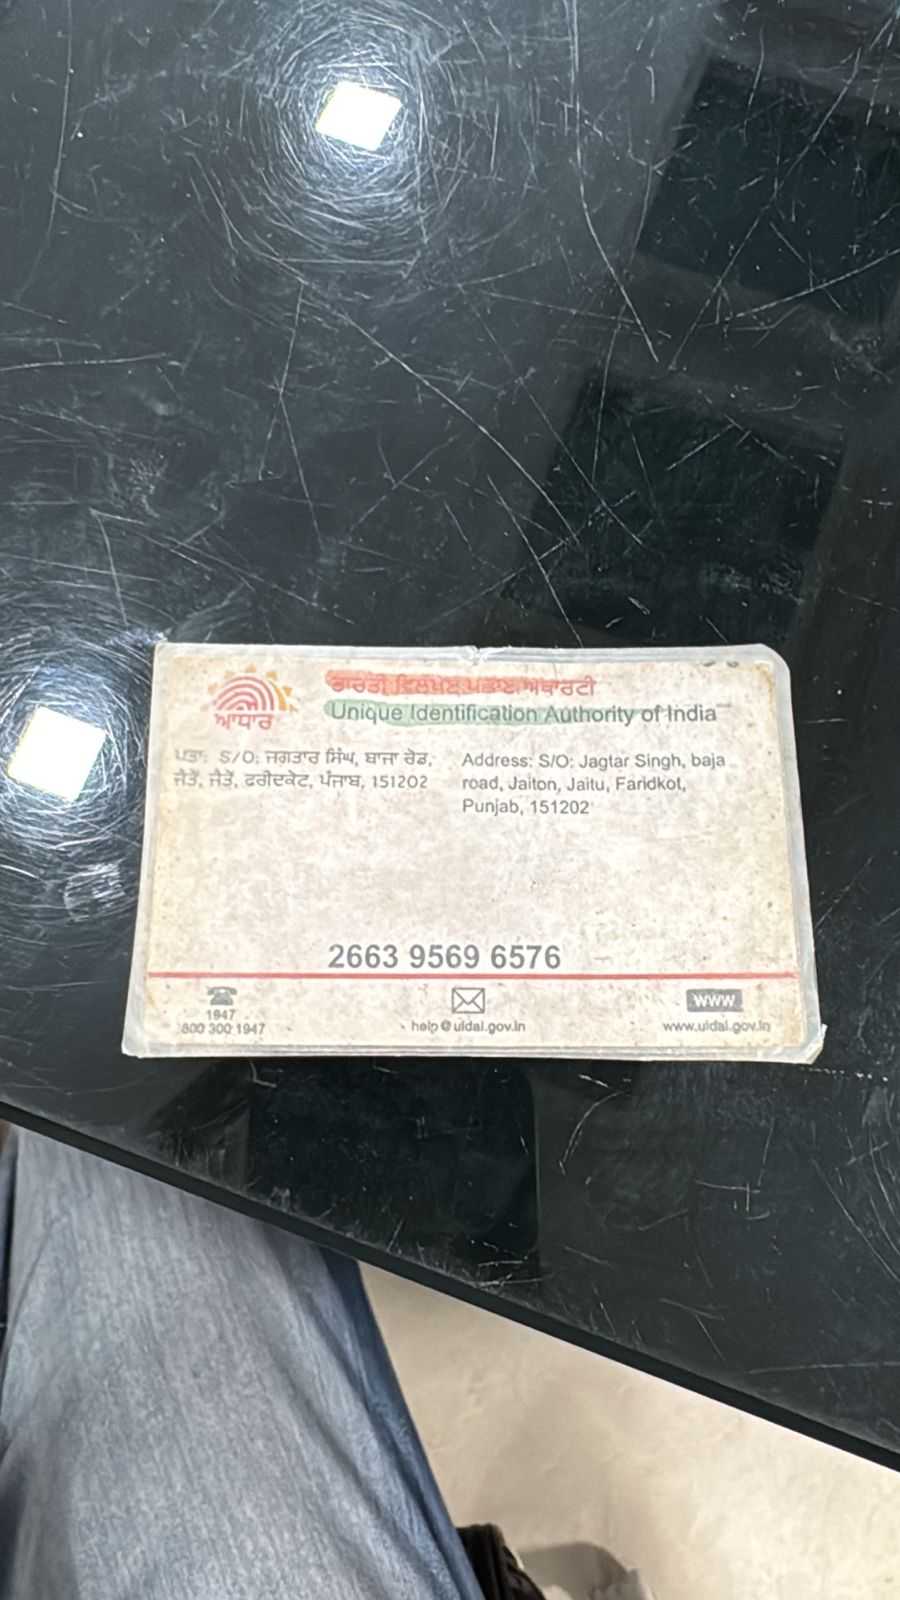 ਭਾਰਤੀ ਵਿਲੱਖਣ ਪਛਾਣ ਅਥਾਰਟੀ
Unique Identification Authority of India
ਆਧਾਰ
ਪਤਾ: S/O: ਜਗਤਾਰ ਸਿੰਘ, ਬਾਜਾ ਰੋਡ,
ਜੈਤੋਂ, ਜੈਤੋਂ, ਫਰੀਦਕੋਟ, ਪੰਜਾਬ, 151202
Address: S/O: Jagtar Singh, baja
road, Jaiton, Jaitu, Faridkot,
Punjab, 151202
2663 9569 6576
1947
800 300 1947
help@uidai.gov.in
www
www.uidai.gov.in